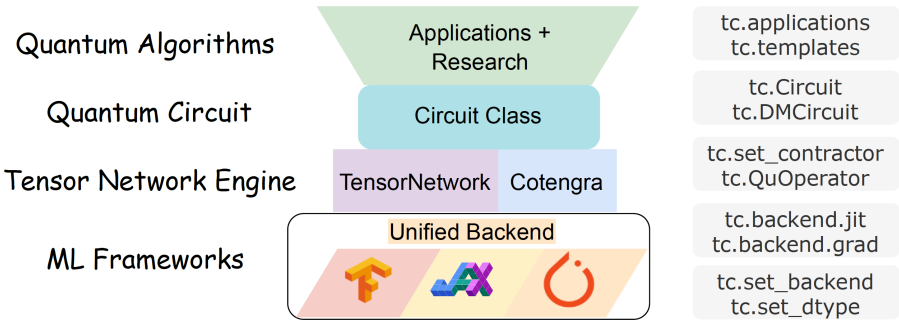 Quantum Algorithms
Applications +
Research
tc.applications
tc.templates
Quantum Circuit
Circuit Class
tc.Circuit
tc.DMCircuit
Tensor Network Engine
TensorNetwork
Cotengra
tc.set_contractor
tc.QuOperator
ML Frameworks
Unified Backend
JAX
tc.backend.jit
tc.backend.grad
tc.set_backend
tc.set_dtype